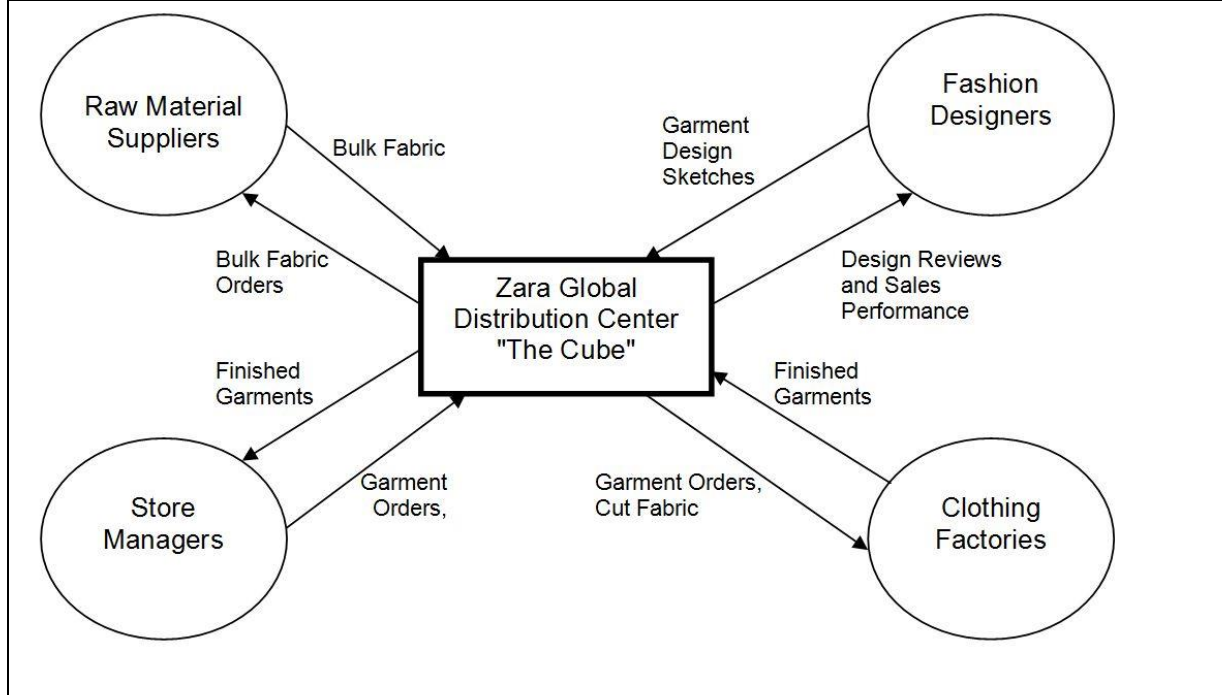 Raw Material
Suppliers
Fashion
Designers
Bulk Fabric
Garment
Design
Sketches
Bulk Fabric
Orders
Zara Global
Distribution Center
"The Cube"
Design Reviews
and Sales
Performance
Finished
Garments
Finished
Garments
Store
Managers
Garment
Orders,
Garment Orders,
Cut Fabric
Clothing
Factories